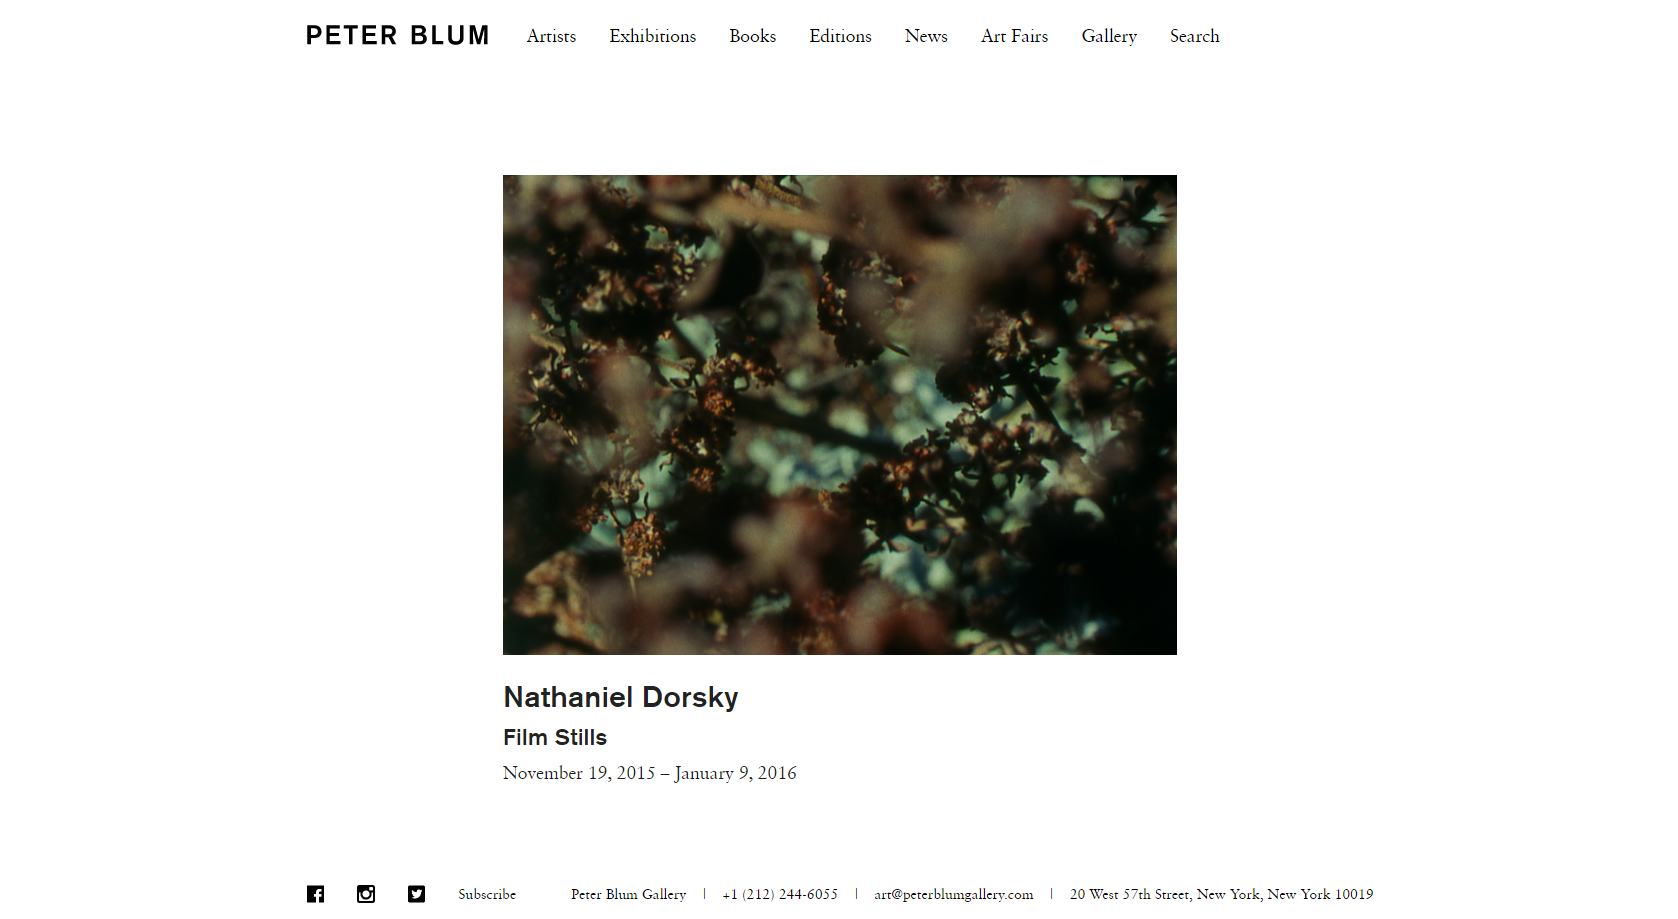 PETER BLUM Artists Exhibitions Books Editions News Art Fairs Gallery Search
Nathaniel Dorsky
Film Stills
November 19, 2015 – January 9, 2016
Subscribe Peter Blum Gallery | +1 (212) 244-6055 | art@peterblumgallery.com | 20 West 57th Street, New York, New York 10019